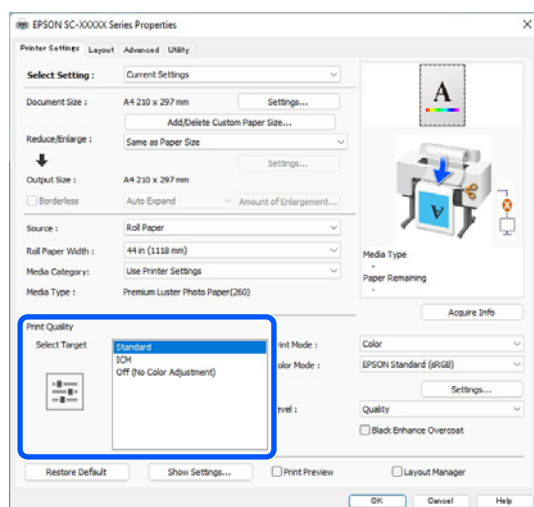 EPSON SC-XXXXX Series Properties
Printer Settings Layout Advanced Utility
Select Setting : Current Settings
Document Size : A4 210 x 297 mm Settings...
Add/Delete Custom Paper Size...
Reduce/Enlarge : Same as Paper Size
Settings...
Output Size : A4 210 x 297 mm
Borderless Auto Expand Amount of Enlargement...
Source : Roll Paper
Roll Paper Width : 44 in (1118 mm)
Media Category: Use Printer Settings
Media Type : Premium Luster Photo Paper(260)
A
Media Type
-
Paper Remaining
-
Acquire Info
Print Quality
Select Target Standard
ICM
Off (No Color Adjustment)
rint Mode : Color
olor Mode : EPSON Standard (sRGB)
Settings...
evel : Quality
Black Enhance Overcoat
Restore Default Show Settings... Print Preview Layout Manager
OK Cancel Help